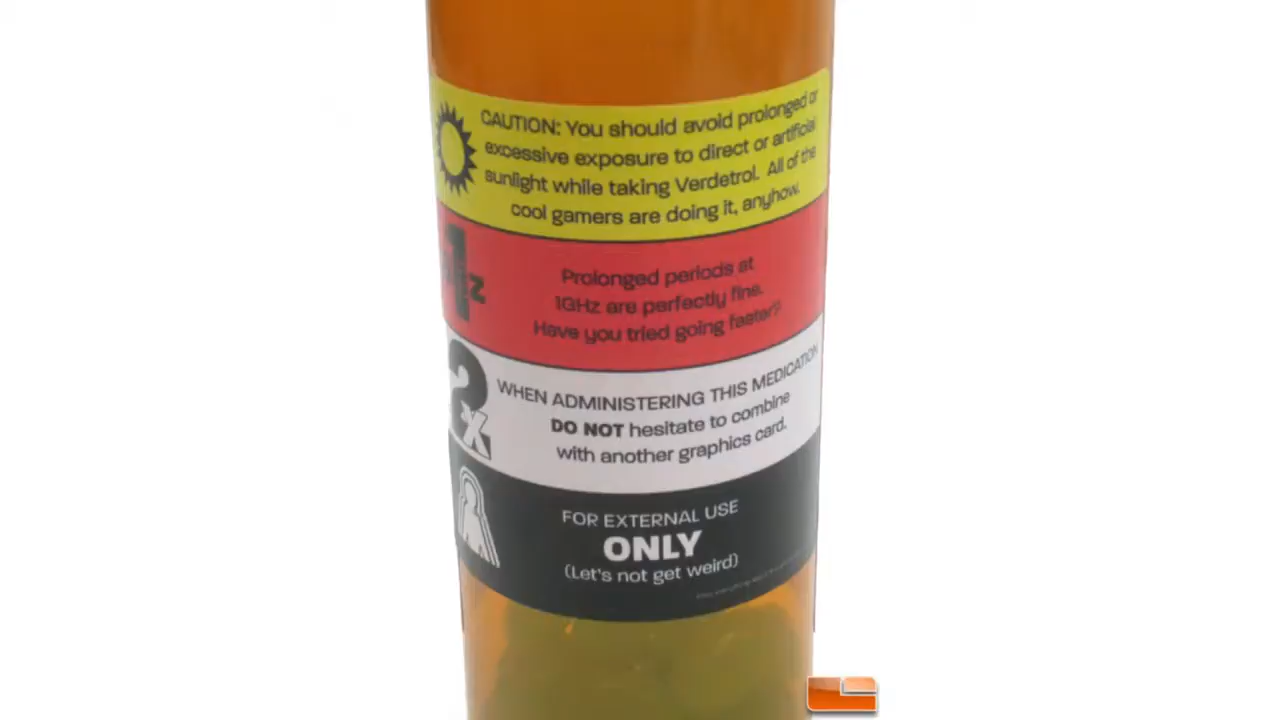 CAUTION: You should avoid prolonged or
excessive exposure to direct or artificial
sunlight while taking Verdetrol. All of the
cool gamers are doing it, anyhow.
Prolonged periods at
1GHz are perfectly fine.
Have you tried going faster?
2x
WHEN ADMINISTERING THIS MEDICATION
DO NOT hesitate to combine
with another graphics card.
FOR EXTERNAL USE
ONLY
(Let's not get weird)